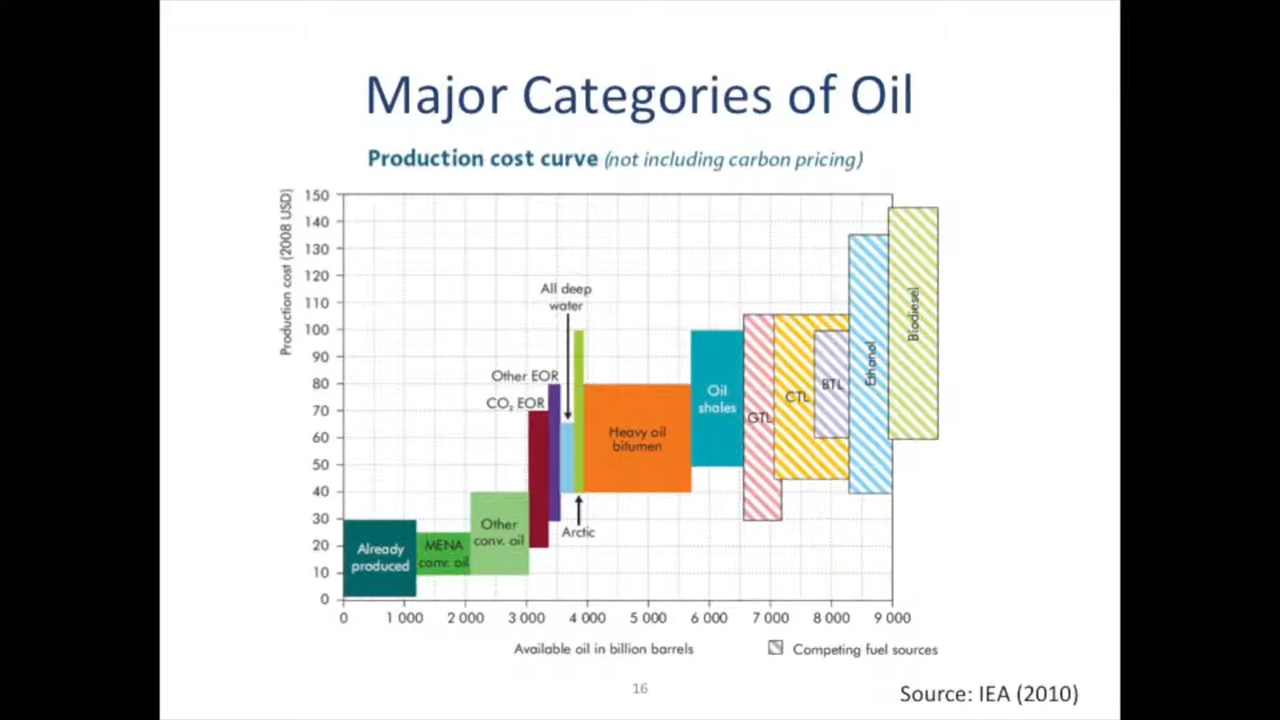 Major Categories of Oil
Production cost curve (not including carbon pricing)
Production cost (2008 USD)
150
140
130
120
110
100
90
80
70
60
50
40
30
20
10
0
All deep
water
Other EOR
CO₂ EOR
Arctic
Already
produced
MENA
conv. oil
Other
conv. oil
Heavy oil
bitumen
Oil
shales
GTL
CTL
BTL
Ethanol
Biodiesel
0 1 000 2 000 3 000 4 000 5 000 6 000 7 000 8 000 9 000
Available oil in billion barrels
Competing fuel sources
16
Source: IEA (2010)